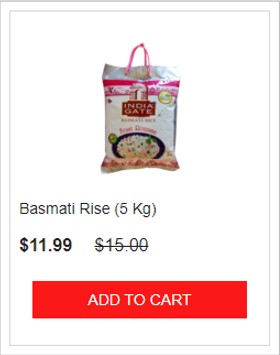 INDIA
GATE
BASMATI RICE
Basmati Rise (5 Kg)
$11.99 $15.00
ADD TO CART